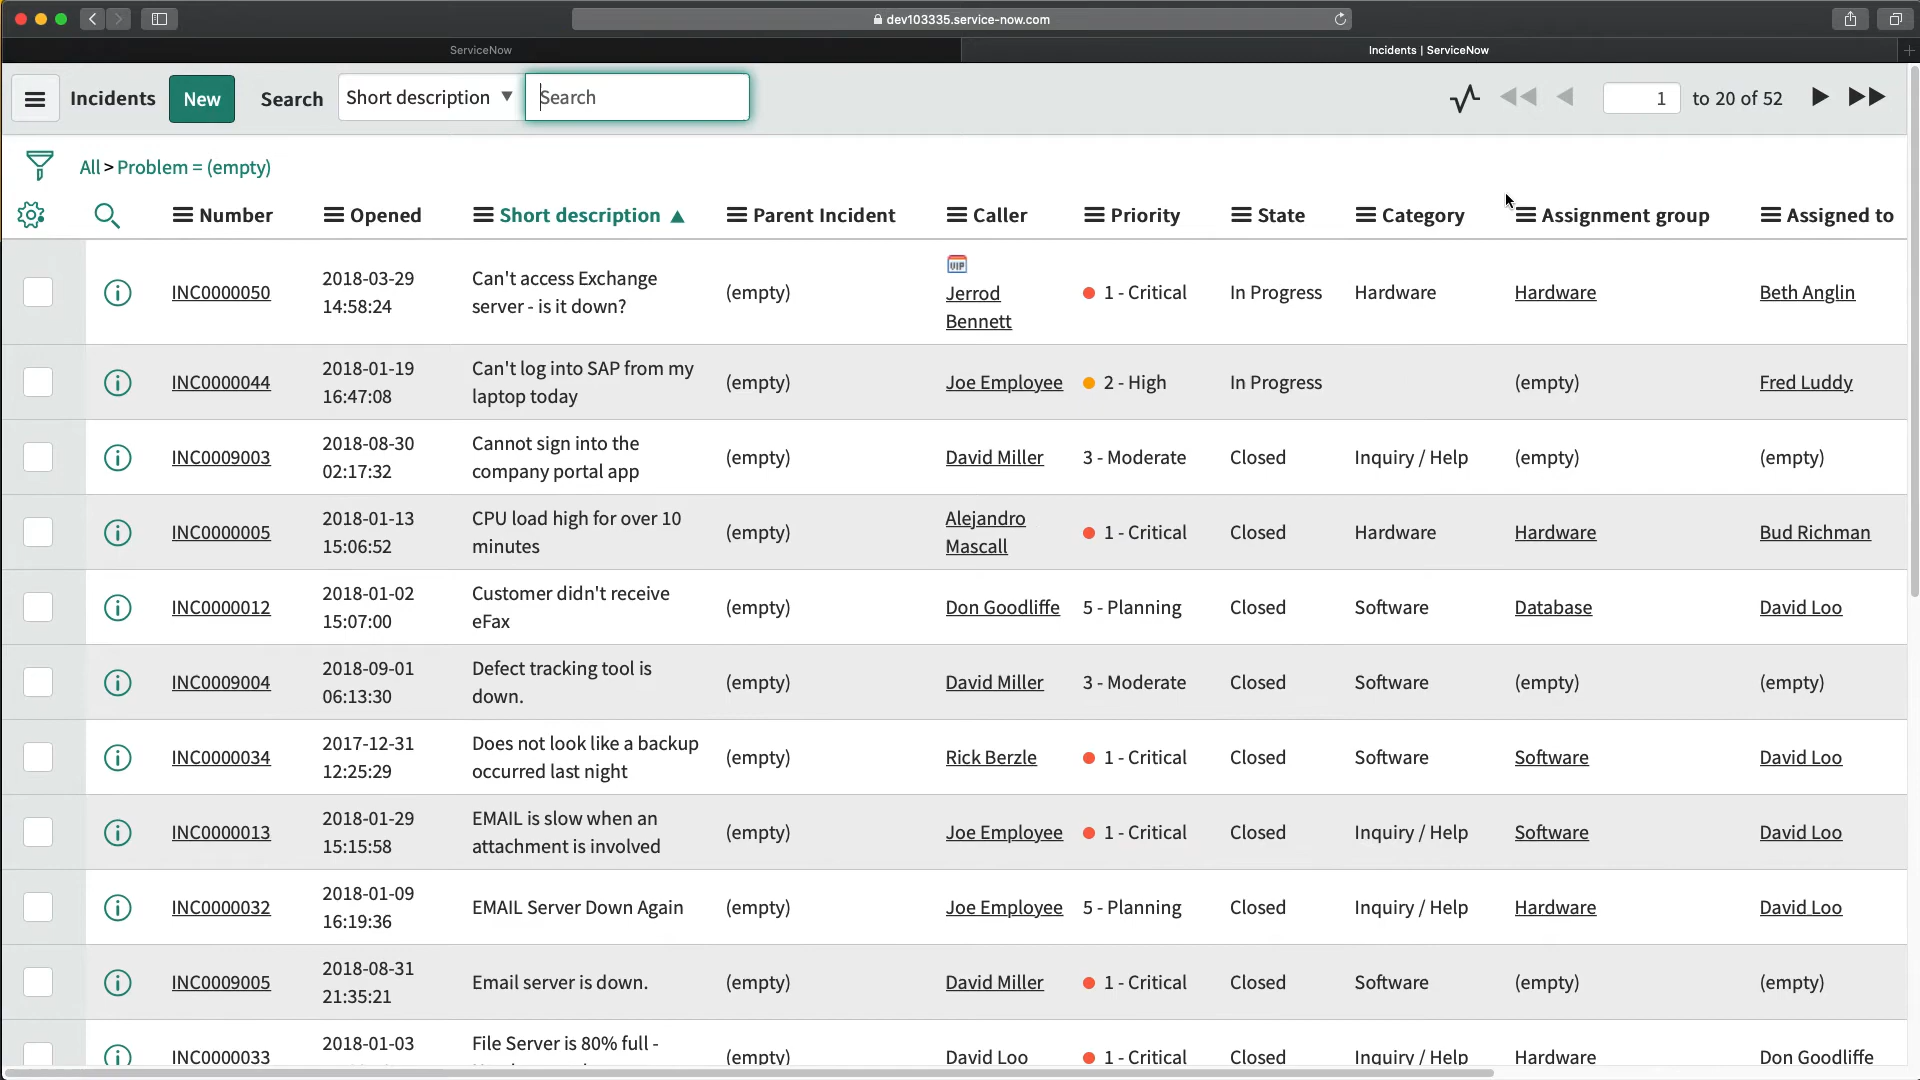 dev103335.service-now.com
ServiceNow
Incidents | ServiceNow
Incidents New Search Short description ▼ Search 1 to 20 of 52
All > Problem = (empty)
Number Opened Short description ▲ Parent Incident Caller Priority State Category Assignment group Assigned to
VIP
2018-03-29 Can't access Exchange
INC0000050 (empty) Jerrod 1 - Critical In Progress Hardware Hardware Beth Anglin
14:58:24 server - is it down? Bennett
2018-01-19 Can't log into SAP from my
INC0000044 (empty) Joe Employee 2 - High In Progress (empty) Fred Luddy
16:47:08 laptop today
2018-08-30 Cannot sign into the
INC0009003 (empty) David Miller 3 - Moderate Closed Inquiry / Help (empty) (empty)
02:17:32 company portal app
2018-01-13 CPU load high for over 10 Alejandro
INC0000005 (empty) 1 - Critical Closed Hardware Hardware Bud Richman
15:06:52 minutes Mascall
2018-01-02 Customer didn't receive
INC0000012 (empty) Don Goodliffe 5 - Planning Closed Software Database David Loo
15:07:00 eFax
2018-09-01 Defect tracking tool is
INC0009004 (empty) David Miller 3 - Moderate Closed Software (empty) (empty)
06:13:30 down.
2017-12-31 Does not look like a backup
INC0000034 (empty) Rick Berzle 1 - Critical Closed Software Software David Loo
12:25:29 occurred last night
2018-01-29 EMAIL is slow when an
INC0000013 (empty) Joe Employee 1 - Critical Closed Inquiry / Help Software David Loo
15:15:58 attachment is involved
2018-01-09
INC0000032 EMAIL Server Down Again (empty) Joe Employee 5 - Planning Closed Inquiry / Help Hardware David Loo
16:19:36
2018-08-31
INC0009005 Email server is down. (empty) David Miller 1 - Critical Closed Software (empty) (empty)
21:35:21
2018-01-03 File Server is 80% full -
INC0000033 (empty) David Loo 1 - Critical Closed Inquiry / Help Hardware Don Goodliffe